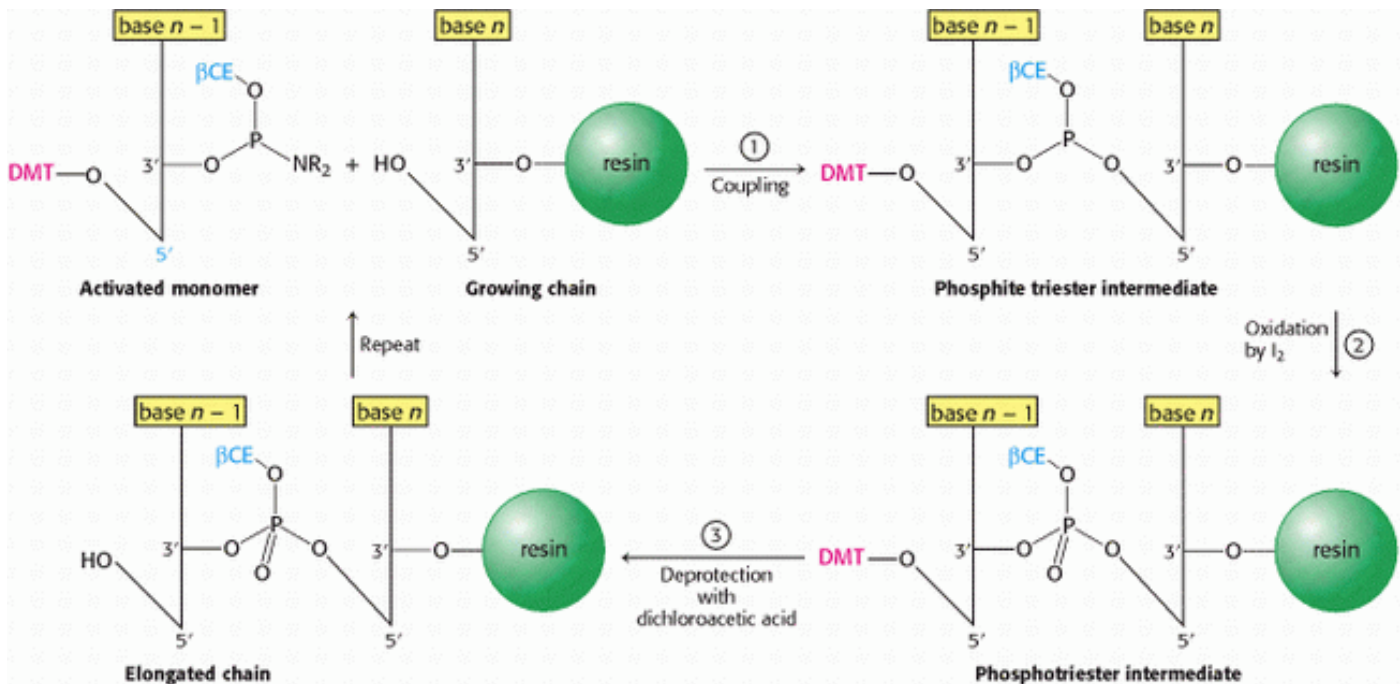 base n − 1
base n
base n − 1
base n
βCE
O
βCE
O
P
P
3′
O
NR₂
+
HO
3′
O
resin
①
Coupling
3′
O
O
3′
O
resin
DMT
O
DMT
O
5′
5′
5′
5′
Activated monomer
Growing chain
Phosphite triester intermediate
Repeat
Oxidation
by I₂
②
base n − 1
base n
base n − 1
base n
βCE
O
βCE
O
P
P
HO
3′
O
O
O
3′
O
resin
③
Deprotection
with
dichloroacetic acid
DMT
O
3′
O
O
O
3′
O
resin
5′
5′
5′
5′
Elongated chain
Phosphotriester intermediate